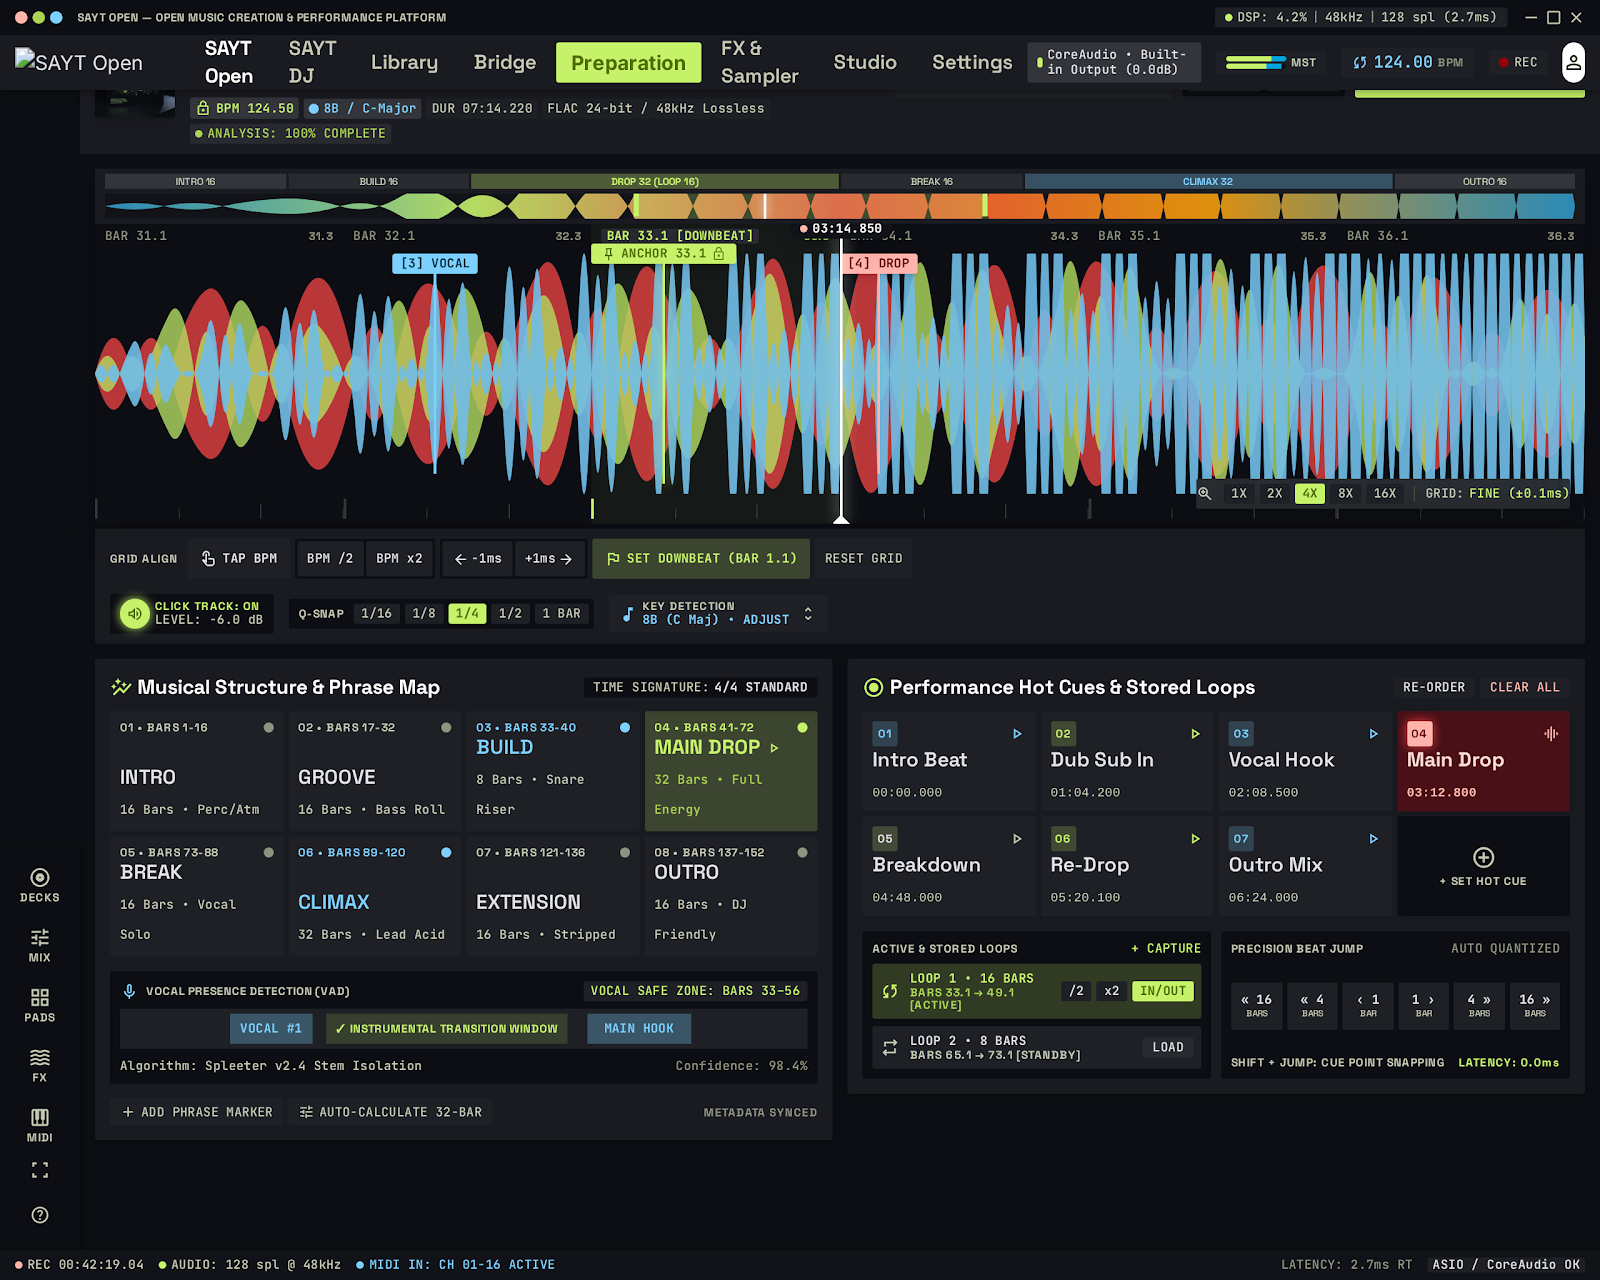 SAYT OPEN — OPEN MUSIC CREATION & PERFORMANCE PLATFORM
DSP: 4.2% | 48kHz | 128 spl (2.7ms)
SAYT Open
SAYT Open
SAYT DJ
Library
Bridge
Preparation
FX & Sampler
Studio
Settings
CoreAudio • Built-in Output (0.0dB)
MST
124.00 BPM
REC
BPM 124.50
8B / C-Major
DUR 07:14.220
FLAC 24-bit / 48kHz Lossless
ANALYSIS: 100% COMPLETE
INTRO 16
BUILD 16
DROP 32 (LOOP 16)
BREAK 16
CLIMAX 32
OUTRO 16
03:14.850
BAR 31.1
31.3
BAR 32.1
32.3
BAR 33.1 [DOWNBEAT]
34.3
BAR 35.1
35.3
BAR 36.1
36.3
ANCHOR 33.1
[3] VOCAL
[4] DROP
1X
2X
4X
8X
16X
GRID: FINE (±0.1ms)
GRID ALIGN
TAP BPM
BPM /2
BPM x2
← -1ms
+1ms →
SET DOWNBEAT (BAR 1.1)
RESET GRID
CLICK TRACK: ON
LEVEL: -6.0 dB
Q-SNAP
1/16
1/8
1/4
1/2
1 BAR
KEY DETECTION
8B (C Maj) • ADJUST
Musical Structure & Phrase Map
TIME SIGNATURE: 4/4 STANDARD
01 • BARS 1-16
INTRO
16 Bars • Perc/Atm
02 • BARS 17-32
GROOVE
16 Bars • Bass Roll
03 • BARS 33-40
BUILD
8 Bars • Snare
Riser
04 • BARS 41-72
MAIN DROP
32 Bars • Full
Energy
05 • BARS 73-88
BREAK
16 Bars • Vocal
Solo
06 • BARS 89-120
CLIMAX
32 Bars • Lead Acid
07 • BARS 121-136
EXTENSION
16 Bars • Stripped
08 • BARS 137-152
OUTRO
16 Bars • DJ
Friendly
VOCAL PRESENCE DETECTION (VAD)
VOCAL SAFE ZONE: BARS 33–56
VOCAL #1
✓ INSTRUMENTAL TRANSITION WINDOW
MAIN HOOK
Algorithm: Spleeter v2.4 Stem Isolation
Confidence: 98.4%
+ ADD PHRASE MARKER
AUTO-CALCULATE 32-BAR
METADATA SYNCED
Performance Hot Cues & Stored Loops
RE-ORDER
CLEAR ALL
01
Intro Beat
00:00.000
02
Dub Sub In
01:04.200
03
Vocal Hook
02:08.500
04
Main Drop
03:12.800
05
Breakdown
04:48.000
06
Re-Drop
05:20.100
07
Outro Mix
06:24.000
+ SET HOT CUE
ACTIVE & STORED LOOPS
+ CAPTURE
LOOP 1 • 16 BARS
BARS 33.1 → 49.1
[ACTIVE]
/2
x2
IN/OUT
LOOP 2 • 8 BARS
BARS 65.1 → 73.1 [STANDBY]
LOAD
PRECISION BEAT JUMP
AUTO QUANTIZED
« 16
BARS
« 4
BARS
‹ 1
BAR
1 ›
BAR
4 »
BARS
16 »
BARS
SHIFT + JUMP: CUE POINT SNAPPING
LATENCY: 0.0ms
DECKS
MIX
PADS
FX
MIDI
REC 00:42:19.04
AUDIO: 128 spl @ 48kHz
MIDI IN: CH 01-16 ACTIVE
LATENCY: 2.7ms RT
ASIO / CoreAudio OK